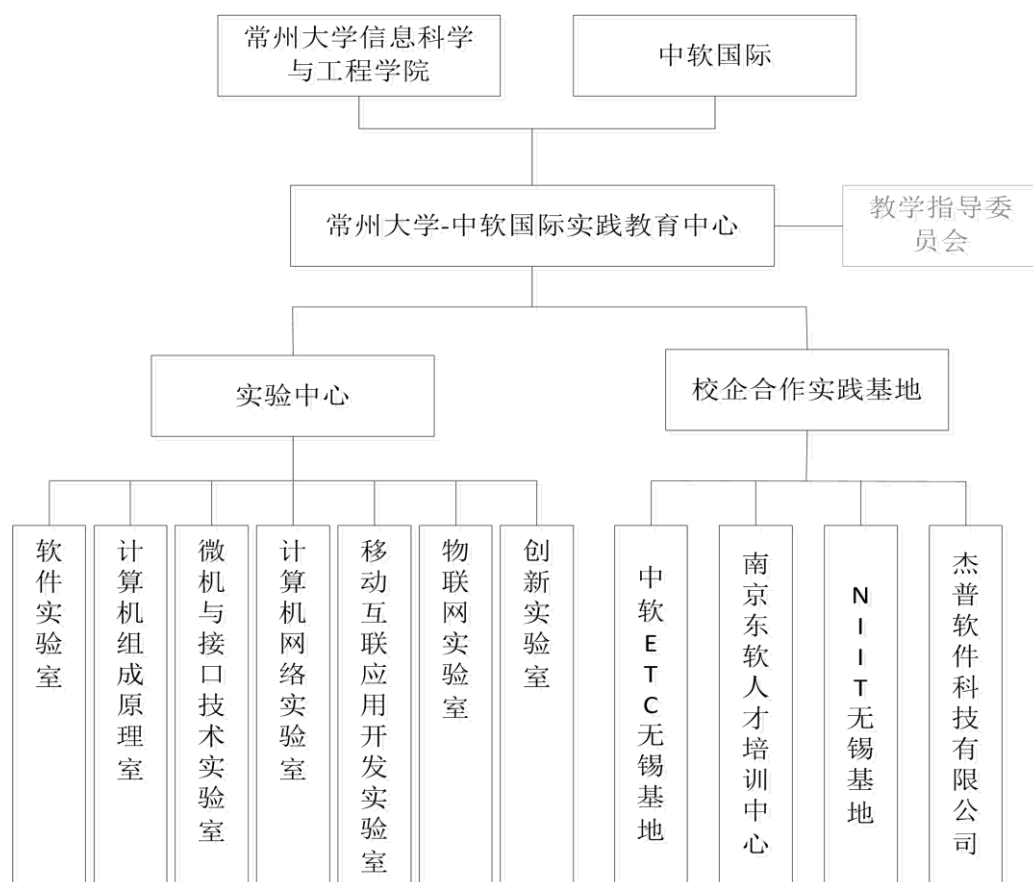 常州大学信息科学
与工程学院
中软国际
常州大学-中软国际实践教育中心
教学指导委
员会
实验中心
校企合作实践基地
软件实验室
计算机组成原理室
微机与接口技术实验室
计算机网络实验室
移动互联应用开发实验室
物联网实验室
创新实验室
中软ETC无锡基地
南京东软人才培训中心
NIIT无锡基地
杰普软件科技有限公司